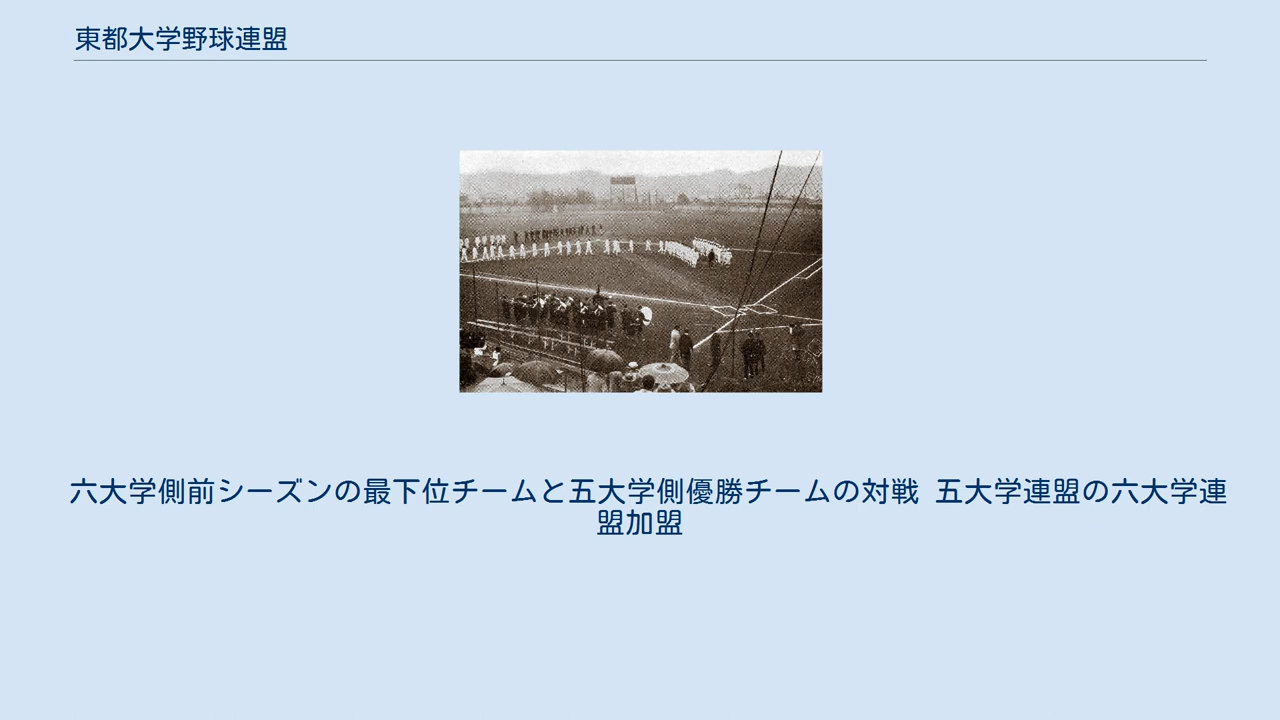 東都大学野球連盟
六大学側前シーズンの最下位チームと五大学側優勝チームの対戦 五大学連盟の六大学連
盟加盟